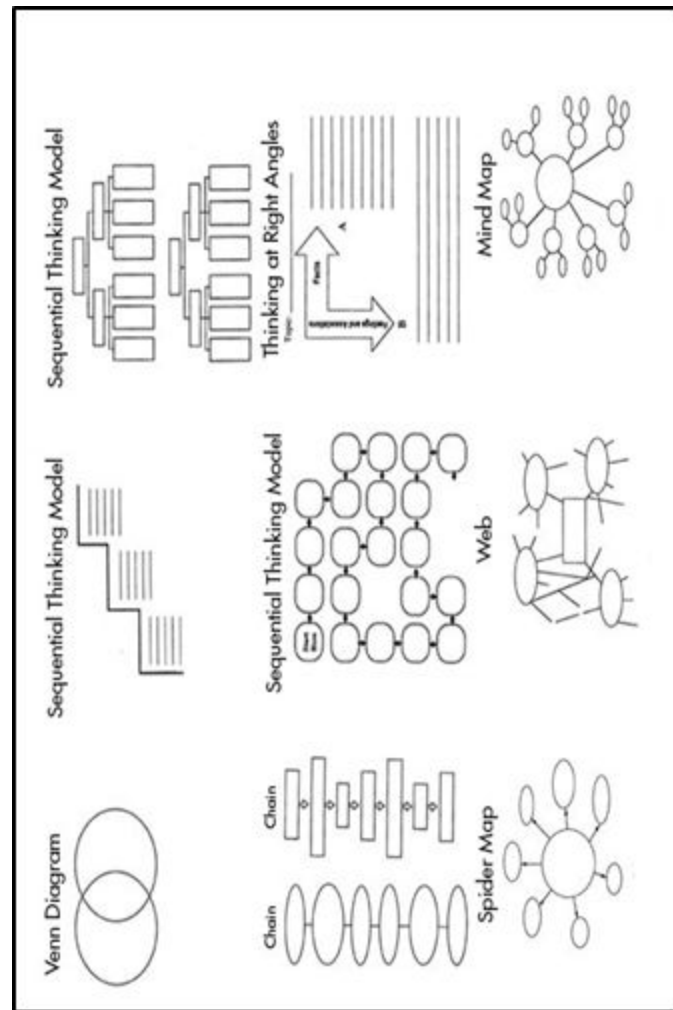 Venn Diagram
Sequential Thinking Model
Sequential Thinking Model
Chain
Chain
Sequential Thinking Model
Thinking at Right Angles
Topic:
Facts
A
Feelings and Associations
B
Spider Map
Web
Mind Map